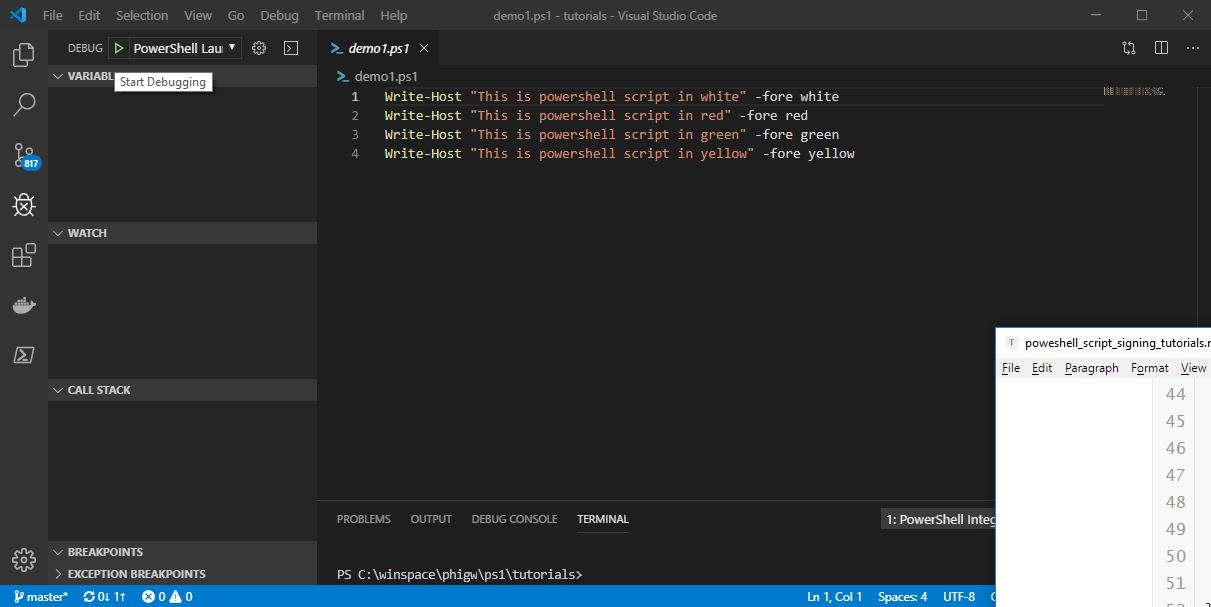 File Edit Selection View Go Debug Terminal Help demo1.ps1 - tutorials - Visual Studio Code
DEBUG PowerShell Lau
Start Debugging
VARIABL
WATCH
CALL STACK
BREAKPOINTS
EXCEPTION BREAKPOINTS
817
demo1.ps1
demo1.ps1
1 Write-Host "This is powershell script in white" -fore white
2 Write-Host "This is powershell script in red" -fore red
3 Write-Host "This is powershell script in green" -fore green
4 Write-Host "This is powershell script in yellow" -fore yellow
PROBLEMS OUTPUT DEBUG CONSOLE TERMINAL 1: PowerShell Integ
PS C:\winspace\phigw\ps1\tutorials>
T poweshell_script_signing_tutorials.
File Edit Paragraph Format View
44
45
46
47
48
49
50
51
master* 0↓ 1↑ 0 0 Ln 1, Col 1 Spaces: 4 UTF-8